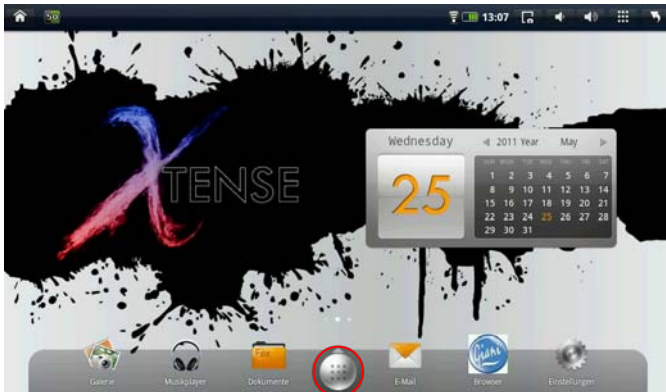 50
13:07
Wednesday
2011 Year May
SUN MON TUE WED THU FRI SAT
1 2 3 4 5 6 7
8 9 10 11 12 13 14
15 16 17 18 19 20 21
22 23 24 25 26 27 28
29 30 31
25
XTENSE
Galerie Musikplayer Dokumente E-Mail Browser Einstellungen